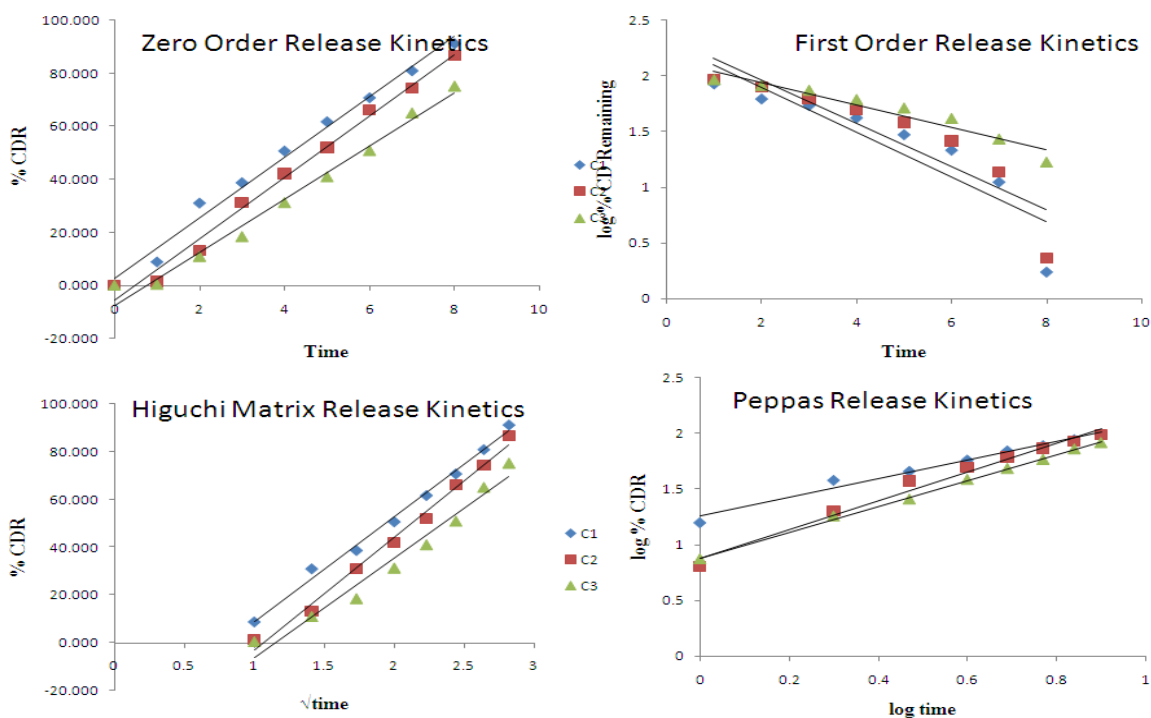 Zero Order Release Kinetics
100.000
80.000
60.000
40.000
20.000
0.000
-20.000
% CDR
0 2 4 6 8 10
Time
C1
C2
First Order Release Kinetics
2.5
2
1.5
1
0.5
0
log % CD Remaining
0 2 4 6 8 10
Time
Higuchi Matrix Release Kinetics
100.000
80.000
60.000
40.000
20.000
0.000
-20.000
% CDR
0 0.5 1 1.5 2 2.5 3
√time
C1
C2
C3
Peppas Release Kinetics
2.5
2
1.5
1
0.5
0
log % CDR
0 0.2 0.4 0.6 0.8 1
log time